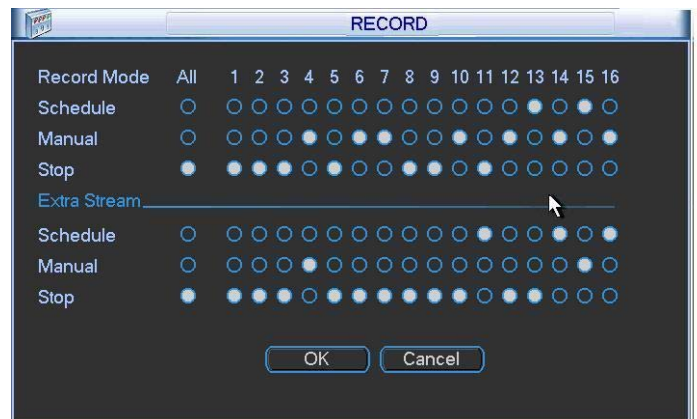 RECORD
Record Mode All 1 2 3 4 5 6 7 8 9 10 11 12 13 14 15 16
Schedule
Manual
Stop
Extra Stream
Schedule
Manual
Stop
OK Cancel